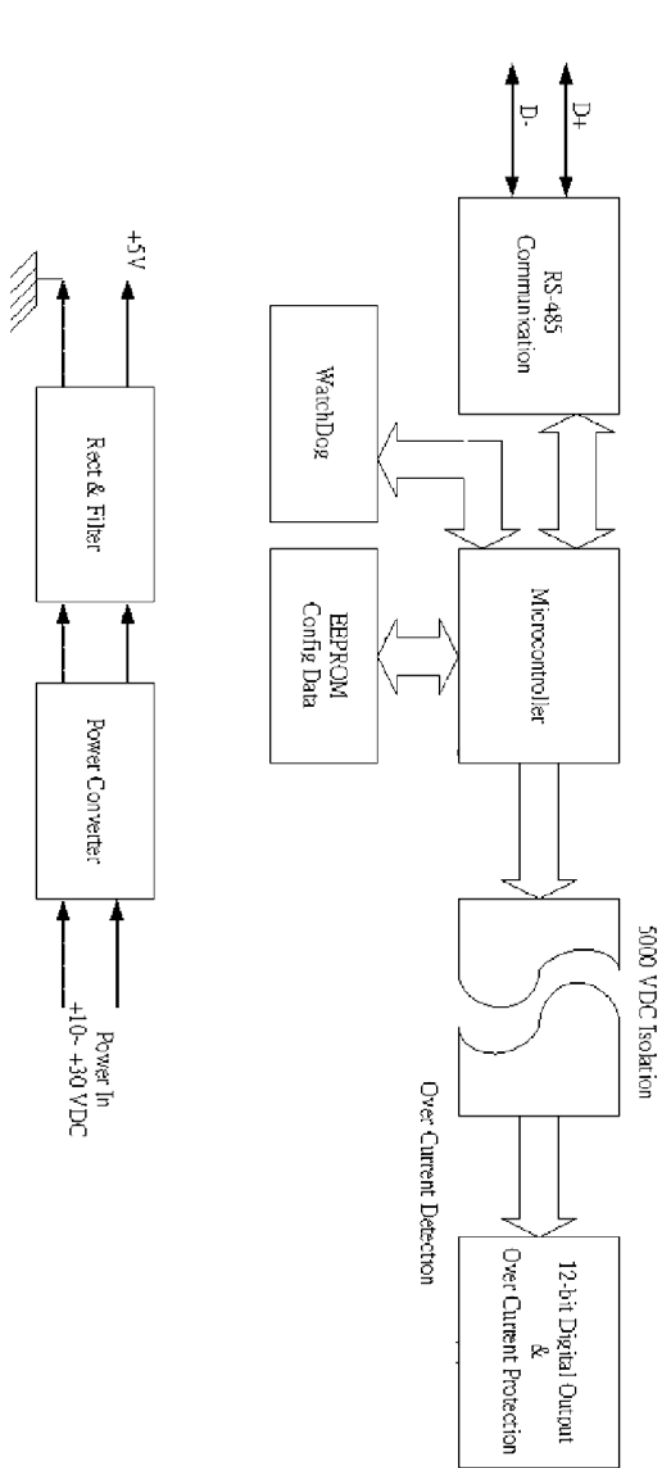 D+
D-
RS-485
Communication
Microcontroller
5000 VDC Isolation
12-bit Digital Output
&
Over Current Protection
Over Current Detection
WatchDog
EEPROM
Config Data
+5V
Rect & Filter
Power Converter
Power In
+10- +30 VDC